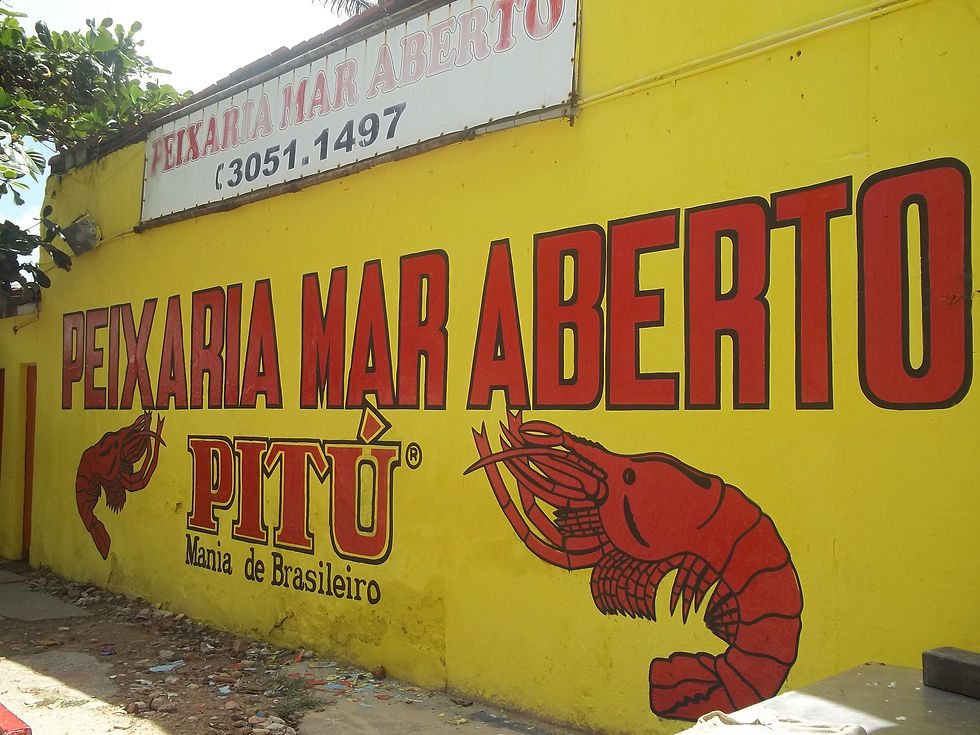 PEIXARIA MAR ABERTO
3051.1497
PEIXARIA MAR ABERTO
PITÚ®
Mania de Brasileiro